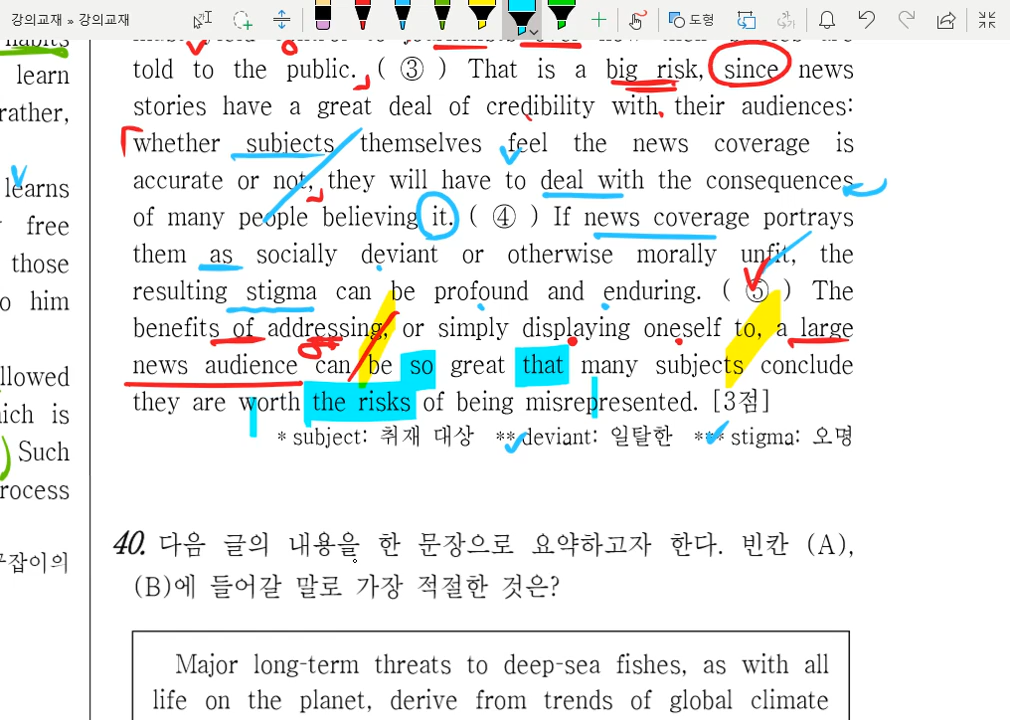 강의교재 » 강의교재
도형
habits
learn
rather,
learns
free
those
o him
llowed
hich is
Such
rocess
구잡이의
told to the public. ( ③ ) That is a big risk, since news
stories have a great deal of credibility with their audiences:
whether subjects themselves feel the news coverage is
accurate or not, they will have to deal with the consequences
of many people believing it. ( ④ ) If news coverage portrays
them as socially deviant or otherwise morally unfit, the
resulting stigma can be profound and enduring. ( ⑤ ) The
benefits of addressing, or simply displaying oneself to, a large
news audience can be so great that many subjects conclude
they are worth the risks of being misrepresented. [3점]
* subject: 취재 대상 ** deviant: 일탈한 *** stigma: 오명
40. 다음 글의 내용을 한 문장으로 요약하고자 한다. 빈칸 (A),
(B)에 들어갈 말로 가장 적절한 것은?
Major long-term threats to deep-sea fishes, as with all
life on the planet, derive from trends of global climate